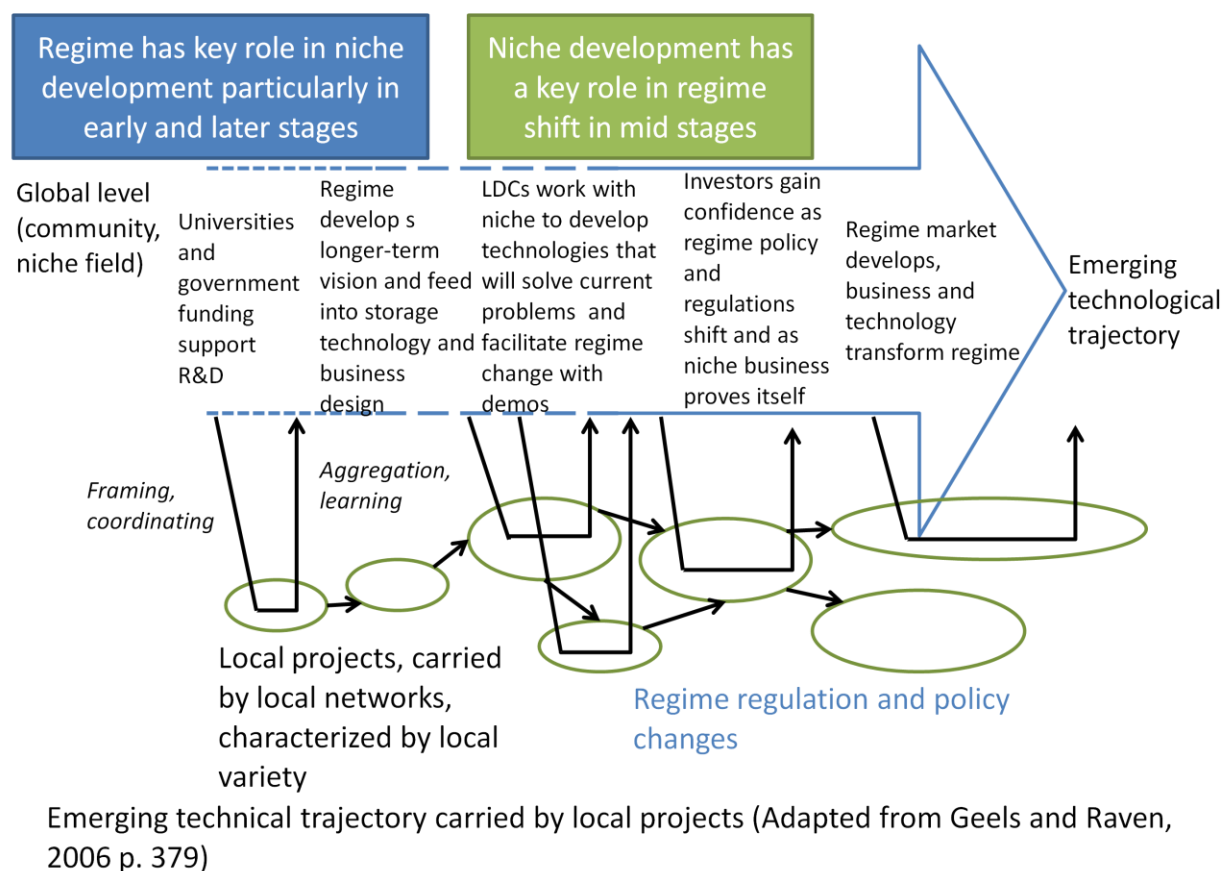 Regime has key role in niche
development particularly in
early and later stages
Niche development has
a key role in regime
shift in mid stages
Global level
(community,
niche field)
Universities
and
government
funding
support
R&D
Regime
develop s
longer-term
vision and feed
into storage
technology and
business
design
LDCs work with
niche to develop
technologies that
will solve current
problems  and
facilitate regime
change with
demos
Investors gain
confidence as
regime policy
and
regulations
shift and as
niche business
proves itself
Regime market
develops,
business and
technology
transform regime
Emerging
technological
trajectory
Framing,
coordinating
Aggregation,
learning
Local projects, carried
by local networks,
characterized by local
variety
Regime regulation and policy
changes
Emerging technical trajectory carried by local projects (Adapted from Geels and Raven,
2006 p. 379)